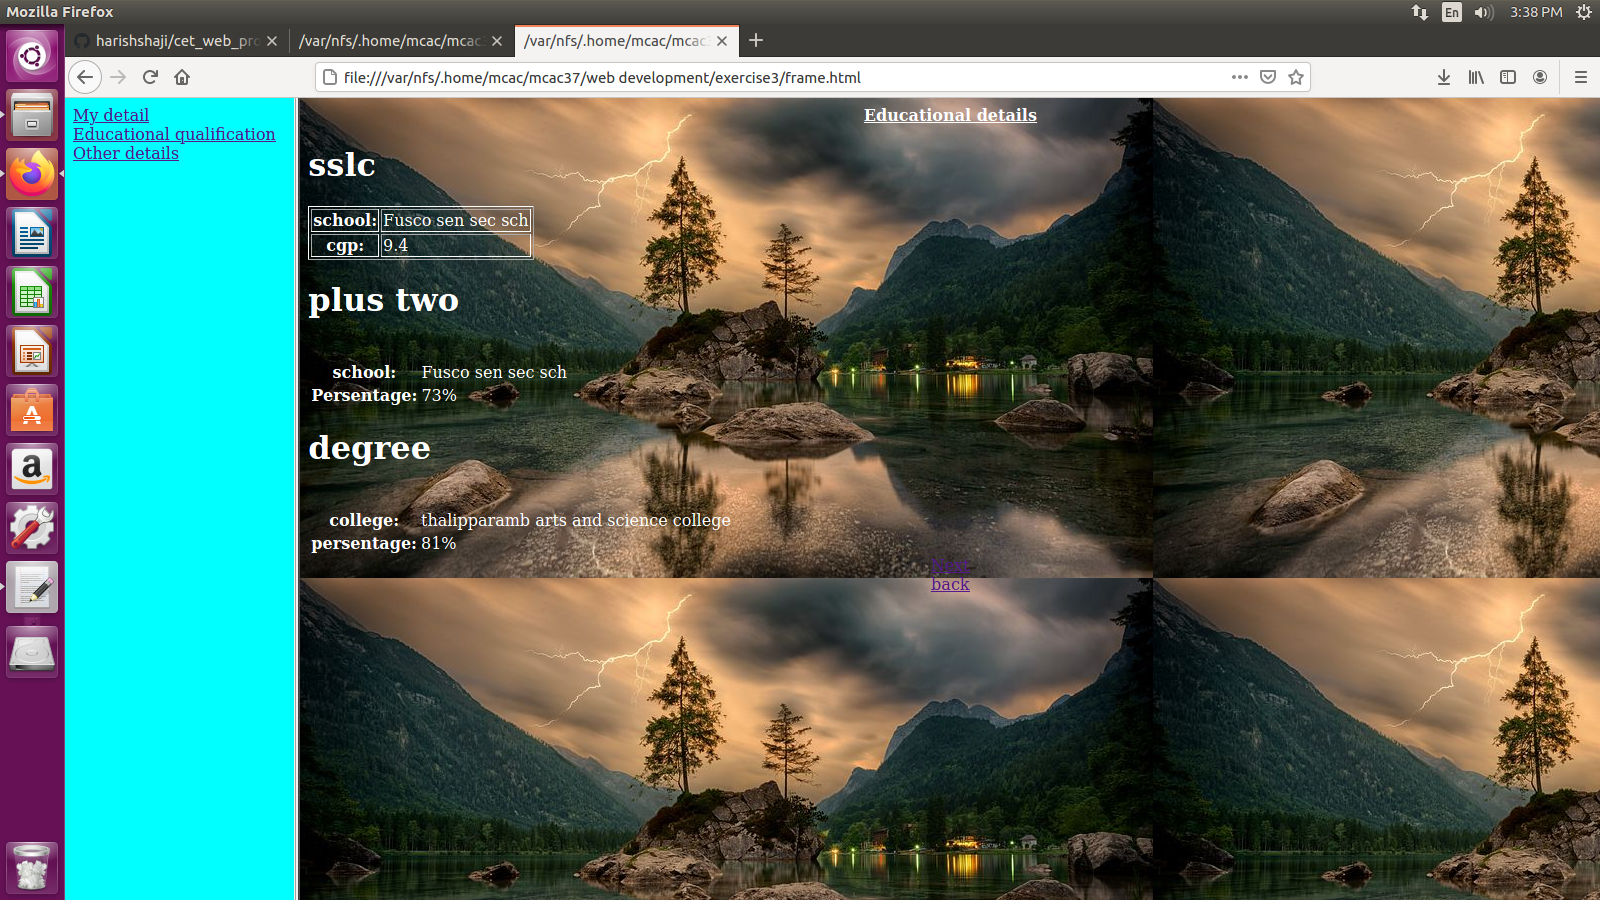 Mozilla Firefox
En
3:38 PM
harishshaji/cet_web_pro
/var/nfs/.home/mcac/mcac3
/var/nfs/.home/mcac/mcac3
file:///var/nfs/.home/mcac/mcac37/web development/exercise3/frame.html
My detail
Educational qualification
Other details
Educational details
sslc
school: Fusco sen sec sch
cgp: 9.4
plus two
school: Fusco sen sec sch
Persentage: 73%
degree
college: thalipparamb arts and science college
persentage: 81%
back